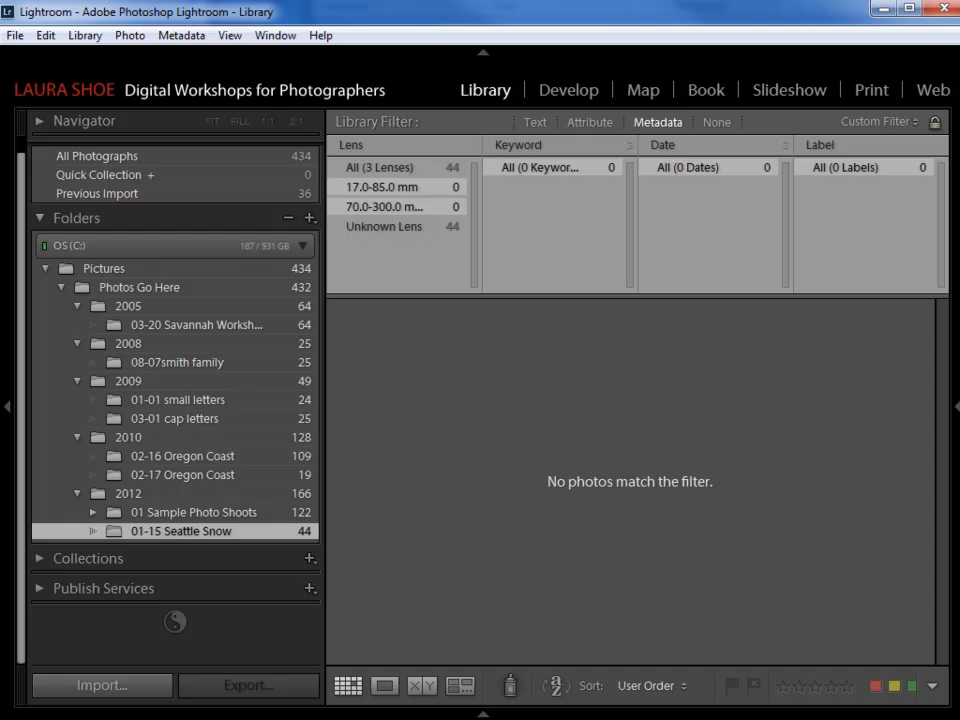 Lr Lightroom - Adobe Photoshop Lightroom - Library
File Edit Library Photo Metadata View Window Help
LAURA SHOE Digital Workshops for Photographers
Library Develop Map Book Slideshow Print Web
Navigator FIT FILL 1:1 2:1
All Photographs 434
Quick Collection + 0
Previous Import 36
Folders
OS (C:) 187 / 931 GB
Pictures 434
Photos Go Here 432
2005 64
03-20 Savannah Worksh... 64
2008 25
08-07smith family 25
2009 49
01-01 small letters 24
03-01 cap letters 25
2010 128
02-16 Oregon Coast 109
02-17 Oregon Coast 19
2012 166
01 Sample Photo Shoots 122
01-15 Seattle Snow 44
Collections
Publish Services
Import... Export...
Library Filter : Text Attribute Metadata None Custom Filter
Lens Keyword Date Label
All (3 Lenses) 44 All (0 Keywor... 0 All (0 Dates) 0 All (0 Labels) 0
17.0-85.0 mm 0
70.0-300.0 m... 0
Unknown Lens 44
No photos match the filter.
XY AZ Sort: User Order